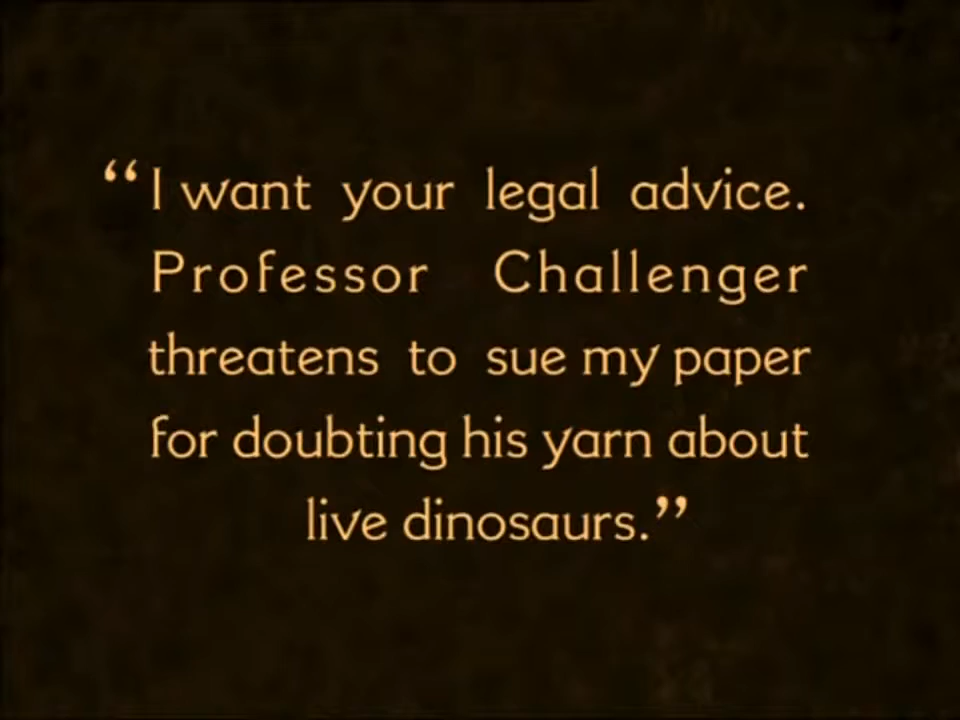 “I want your legal advice.
Professor Challenger
threatens to sue my paper
for doubting his yarn about
live dinosaurs.”